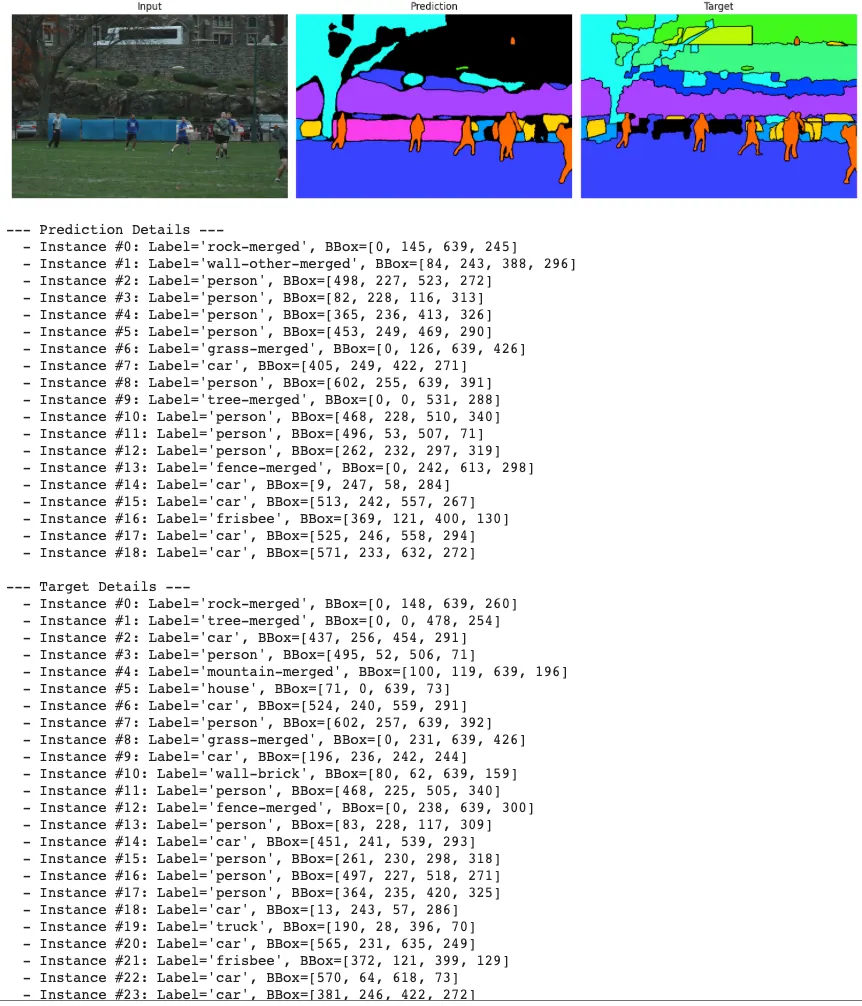 Input Prediction Target
--- Prediction Details ---
- Instance #0: Label='rock-merged', BBox=[0, 145, 639, 245]
- Instance #1: Label='wall-other-merged', BBox=[84, 243, 388, 296]
- Instance #2: Label='person', BBox=[498, 227, 523, 272]
- Instance #3: Label='person', BBox=[82, 228, 116, 313]
- Instance #4: Label='person', BBox=[365, 236, 413, 326]
- Instance #5: Label='person', BBox=[453, 249, 469, 290]
- Instance #6: Label='grass-merged', BBox=[0, 126, 639, 426]
- Instance #7: Label='car', BBox=[405, 249, 422, 271]
- Instance #8: Label='person', BBox=[602, 255, 639, 391]
- Instance #9: Label='tree-merged', BBox=[0, 0, 531, 288]
- Instance #10: Label='person', BBox=[468, 228, 510, 340]
- Instance #11: Label='person', BBox=[496, 53, 507, 71]
- Instance #12: Label='person', BBox=[262, 232, 297, 319]
- Instance #13: Label='fence-merged', BBox=[0, 242, 613, 298]
- Instance #14: Label='car', BBox=[9, 247, 58, 284]
- Instance #15: Label='car', BBox=[513, 242, 557, 267]
- Instance #16: Label='frisbee', BBox=[369, 121, 400, 130]
- Instance #17: Label='car', BBox=[525, 246, 558, 294]
- Instance #18: Label='car', BBox=[571, 233, 632, 272]
--- Target Details ---
- Instance #0: Label='rock-merged', BBox=[0, 148, 639, 260]
- Instance #1: Label='tree-merged', BBox=[0, 0, 478, 254]
- Instance #2: Label='car', BBox=[437, 256, 454, 291]
- Instance #3: Label='person', BBox=[495, 52, 506, 71]
- Instance #4: Label='mountain-merged', BBox=[100, 119, 639, 196]
- Instance #5: Label='house', BBox=[71, 0, 639, 73]
- Instance #6: Label='car', BBox=[524, 240, 559, 291]
- Instance #7: Label='person', BBox=[602, 257, 639, 392]
- Instance #8: Label='grass-merged', BBox=[0, 231, 639, 426]
- Instance #9: Label='car', BBox=[196, 236, 242, 244]
- Instance #10: Label='wall-brick', BBox=[80, 62, 639, 159]
- Instance #11: Label='person', BBox=[468, 225, 505, 340]
- Instance #12: Label='fence-merged', BBox=[0, 238, 639, 300]
- Instance #13: Label='person', BBox=[83, 228, 117, 309]
- Instance #14: Label='car', BBox=[451, 241, 539, 293]
- Instance #15: Label='person', BBox=[261, 230, 298, 318]
- Instance #16: Label='person', BBox=[497, 227, 518, 271]
- Instance #17: Label='person', BBox=[364, 235, 420, 325]
- Instance #18: Label='car', BBox=[13, 243, 57, 286]
- Instance #19: Label='truck', BBox=[190, 28, 396, 70]
- Instance #20: Label='car', BBox=[565, 231, 635, 249]
- Instance #21: Label='frisbee', BBox=[372, 121, 399, 129]
- Instance #22: Label='car', BBox=[570, 64, 618, 73]
- Instance #23: Label='car', BBox=[381, 246, 422, 272]